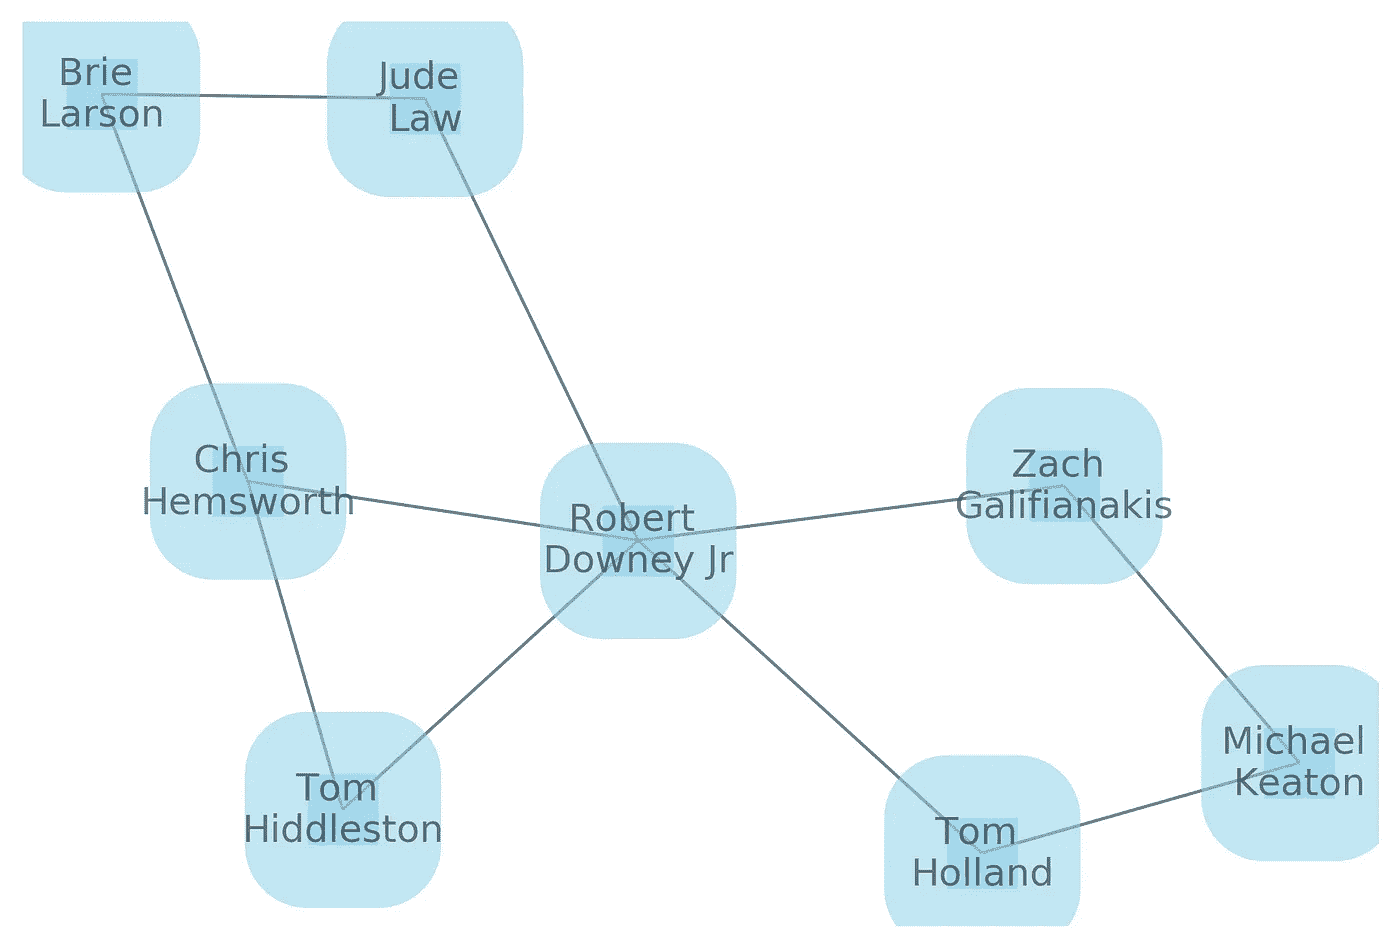 Brie
Larson
Jude
Law
Chris
Hemsworth
Robert
Downey Jr
Zach
Galifianakis
Tom
Hiddleston
Michael
Keaton
Tom
Holland